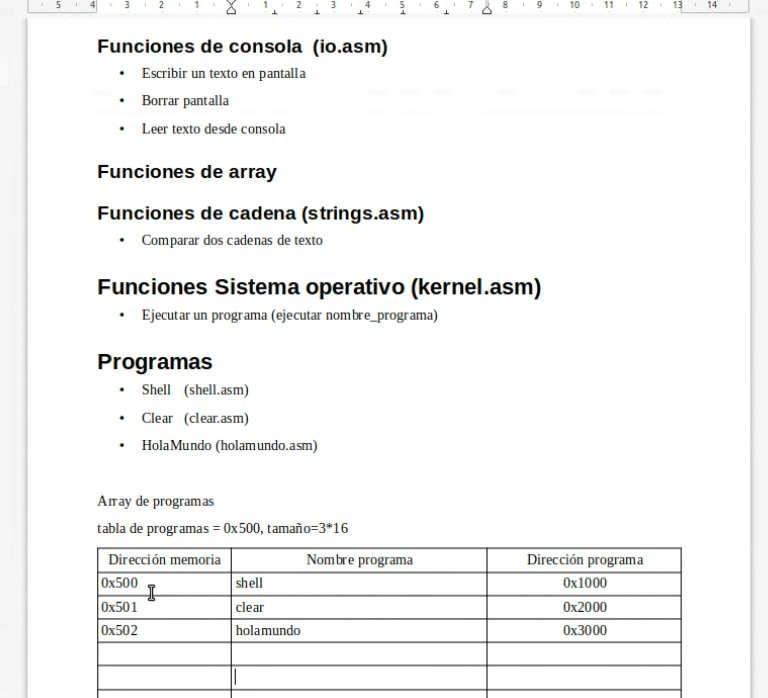 5 4 3 2 1 1 2 3 4 5 6 7 8 9 10 11 12 13 14
Funciones de consola (io.asm)
• Escribir un texto en pantalla
• Borrar pantalla
• Leer texto desde consola
Funciones de array
Funciones de cadena (strings.asm)
• Comparar dos cadenas de texto
Funciones Sistema operativo (kernel.asm)
• Ejecutar un programa (ejecutar nombre_programa)
Programas
• Shell (shell.asm)
• Clear (clear.asm)
• HolaMundo (holamundo.asm)
Array de programas
tabla de programas = 0x500, tamaño=3*16
Dirección memoria Nombre programa Dirección programa
0x500 shell 0x1000
0x501 clear 0x2000
0x502 holamundo 0x3000